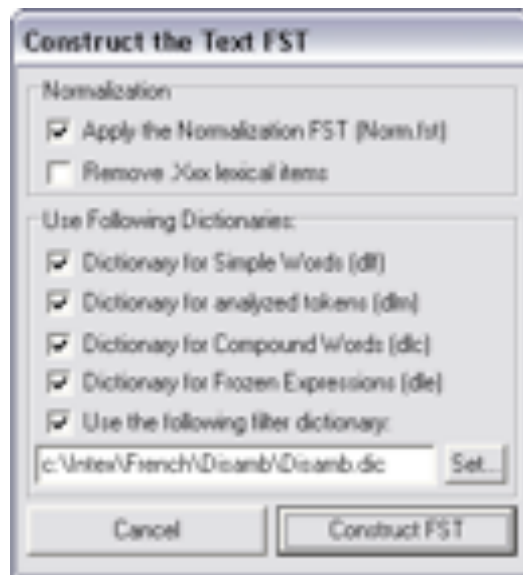 Construct the Text FST
Normalization
Apply the Normalization FST (Norm.fst)
Remove .Xxx lexical items
Use Following Dictionaries:
Dictionary for Simple Words (dlf)
Dictionary for analyzed tokens (dlm)
Dictionary for Compound Words (dlc)
Dictionary for Frozen Expressions (dle)
Use the following filter dictionary:
c:\Intex\French\Disamb\Disamb.dic Set...
Cancel Construct FST